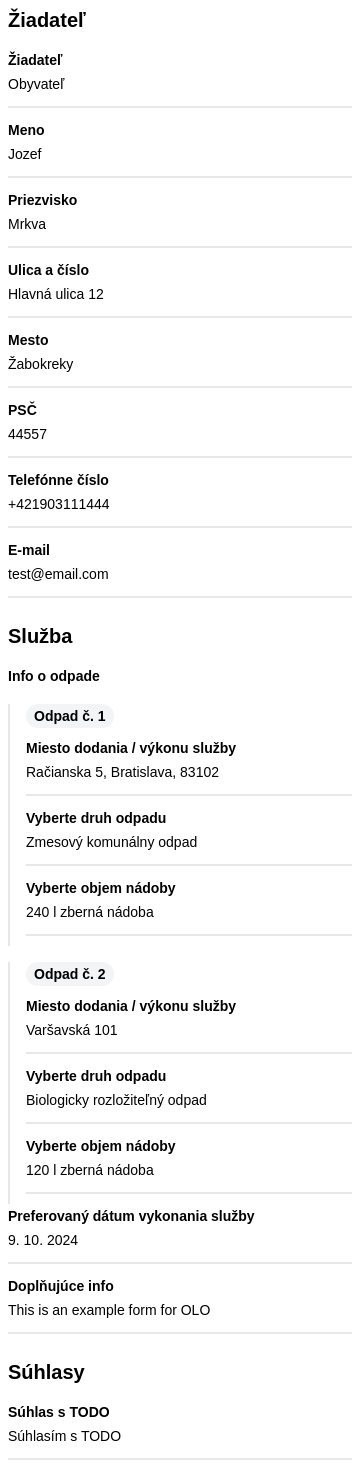 Žiadateľ
Žiadateľ
Obyvateľ
Meno
Jozef
Priezvisko
Mrkva
Ulica a číslo
Hlavná ulica 12
Mesto
Žabokreky
PSČ
44557
Telefónne číslo
+421903111444
E-mail
test@email.com
Služba
Info o odpade
Odpad č. 1
Miesto dodania / výkonu služby
Račianska 5, Bratislava, 83102
Vyberte druh odpadu
Zmesový komunálny odpad
Vyberte objem nádoby
240 l zberná nádoba
Odpad č. 2
Miesto dodania / výkonu služby
Varšavská 101
Vyberte druh odpadu
Biologicky rozložiteľný odpad
Vyberte objem nádoby
120 l zberná nádoba
Preferovaný dátum vykonania služby
9. 10. 2024
Doplňujúce info
This is an example form for OLO
Súhlasy
Súhlas s TODO
Súhlasím s TODO